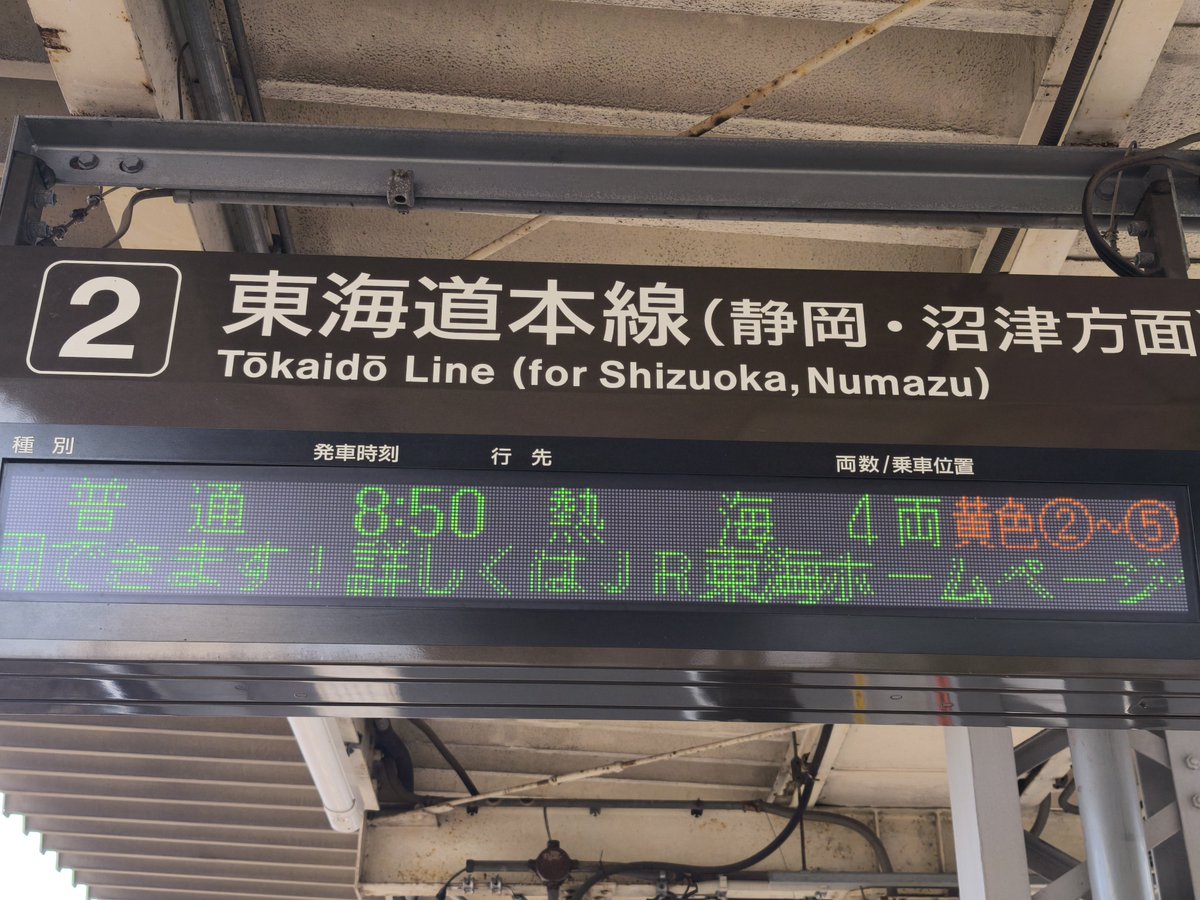 2 東海道本線(静岡・沼津方面)
Tōkaidō Line (for Shizuoka, Numazu)
種別 発車時刻 行先 両数/乗車位置
普通 8:50 熱海 4両 黄色②~⑤
用できます!詳しくはJR東海ホームページ